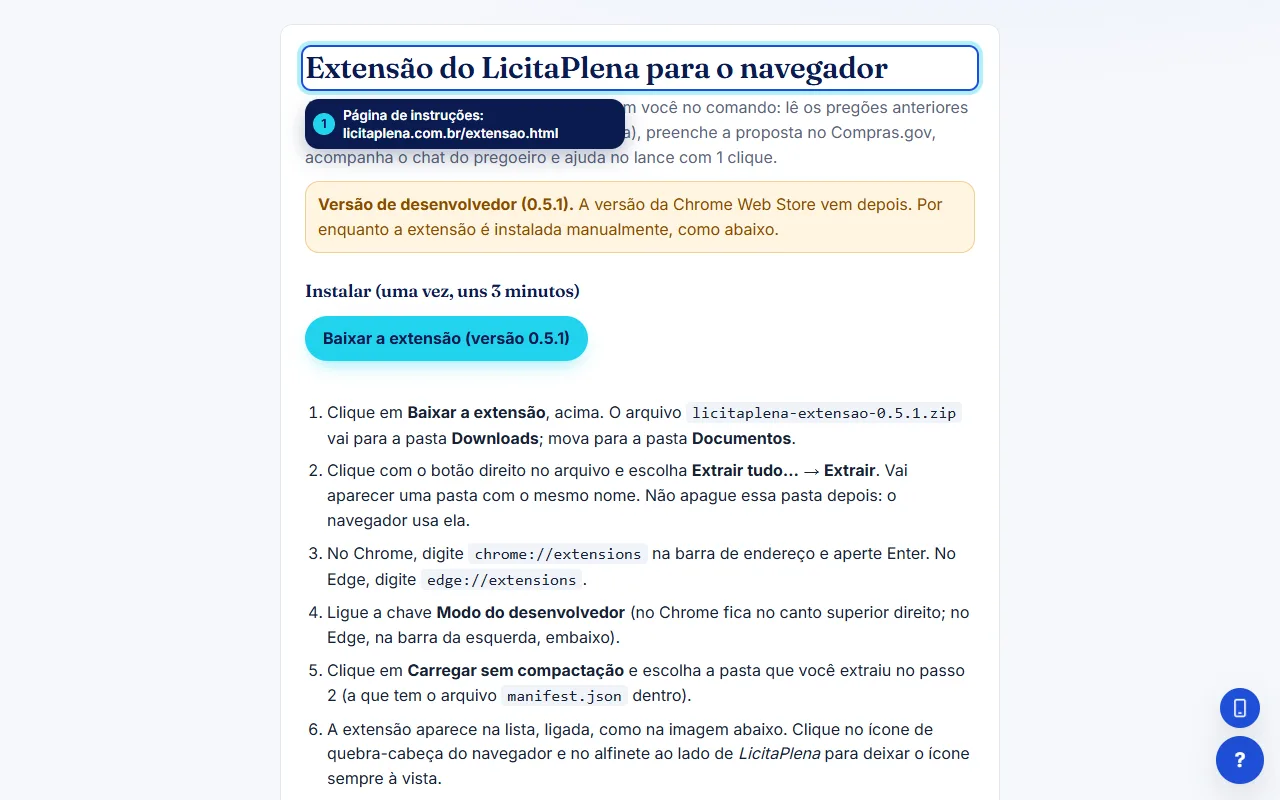 Extensão do LicitaPlena para o navegador
1 Página de instruções:
licitaplena.com.br/extensao.html
você no comando: lê os pregões anteriores
preenche a proposta no Compras.gov,
acompanha o chat do pregoeiro e ajuda no lance com 1 clique.
Versão de desenvolvedor (0.5.1). A versão da Chrome Web Store vem depois. Por
enquanto a extensão é instalada manualmente, como abaixo.
Instalar (uma vez, uns 3 minutos)
Baixar a extensão (versão 0.5.1)
1. Clique em Baixar a extensão, acima. O arquivo licitaplena-extensao-0.5.1.zip
vai para a pasta Downloads; mova para a pasta Documentos.
2. Clique com o botão direito no arquivo e escolha Extrair tudo... → Extrair. Vai
aparecer uma pasta com o mesmo nome. Não apague essa pasta depois: o
navegador usa ela.
3. No Chrome, digite chrome://extensions na barra de endereço e aperte Enter. No
Edge, digite edge://extensions.
4. Ligue a chave Modo do desenvolvedor (no Chrome fica no canto superior direito; no
Edge, na barra da esquerda, embaixo).
5. Clique em Carregar sem compactação e escolha a pasta que você extraiu no passo
2 (a que tem o arquivo manifest.json dentro).
6. A extensão aparece na lista, ligada, como na imagem abaixo. Clique no ícone de
quebra-cabeça do navegador e no alfinete ao lado de LicitaPlena para deixar o ícone
sempre à vista.
?